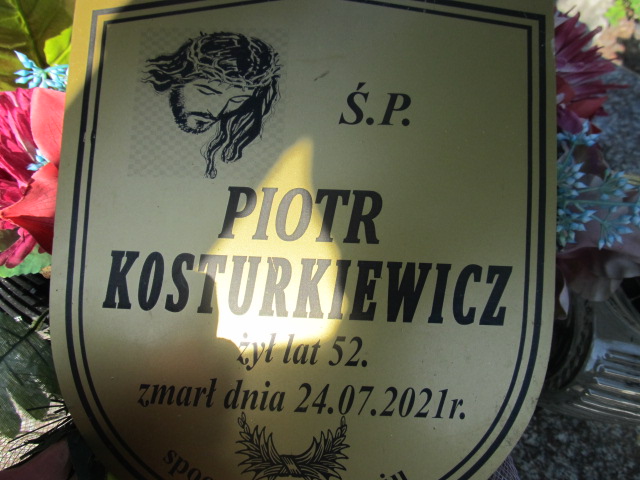 Ś.P.
PIOTR
KOSTURKIEWICZ
żył lat 52.
zmarł dnia 24.07.2021r.